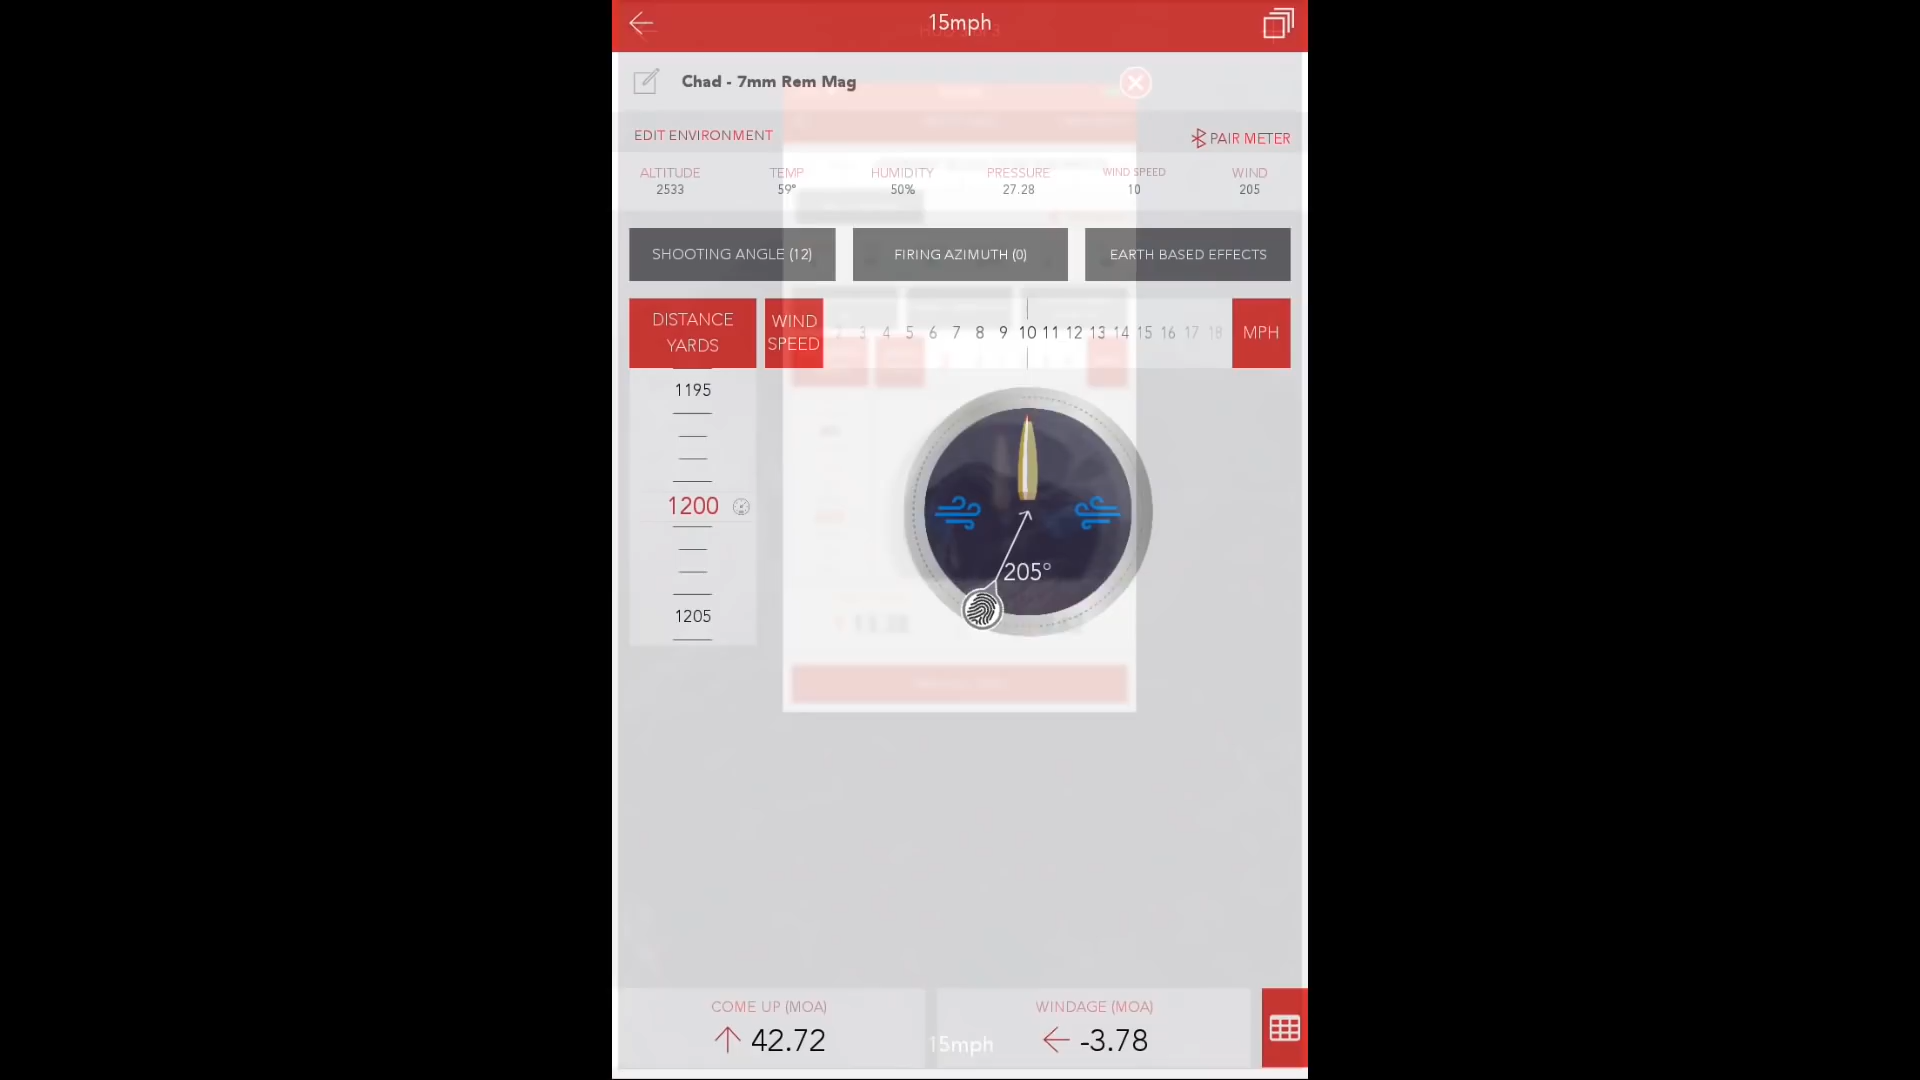 15mph
Chad - 7mm Rem Mag
EDIT ENVIRONMENT
PAIR METER
ALTITUDE TEMP HUMIDITY PRESSURE WIND SPEED WIND
2533 59° 50% 27.28 10 205
SHOOTING ANGLE (12) FIRING AZIMUTH (0) EARTH BASED EFFECTS
DISTANCE
YARDS
WIND
SPEED
3 4 5 6 7 8 9 10 11 12 13 14 15 16 17 18
MPH
1195
1200
205°
1205
COME UP (MOA) WINDAGE (MOA)
42.72 -3.78
15mph